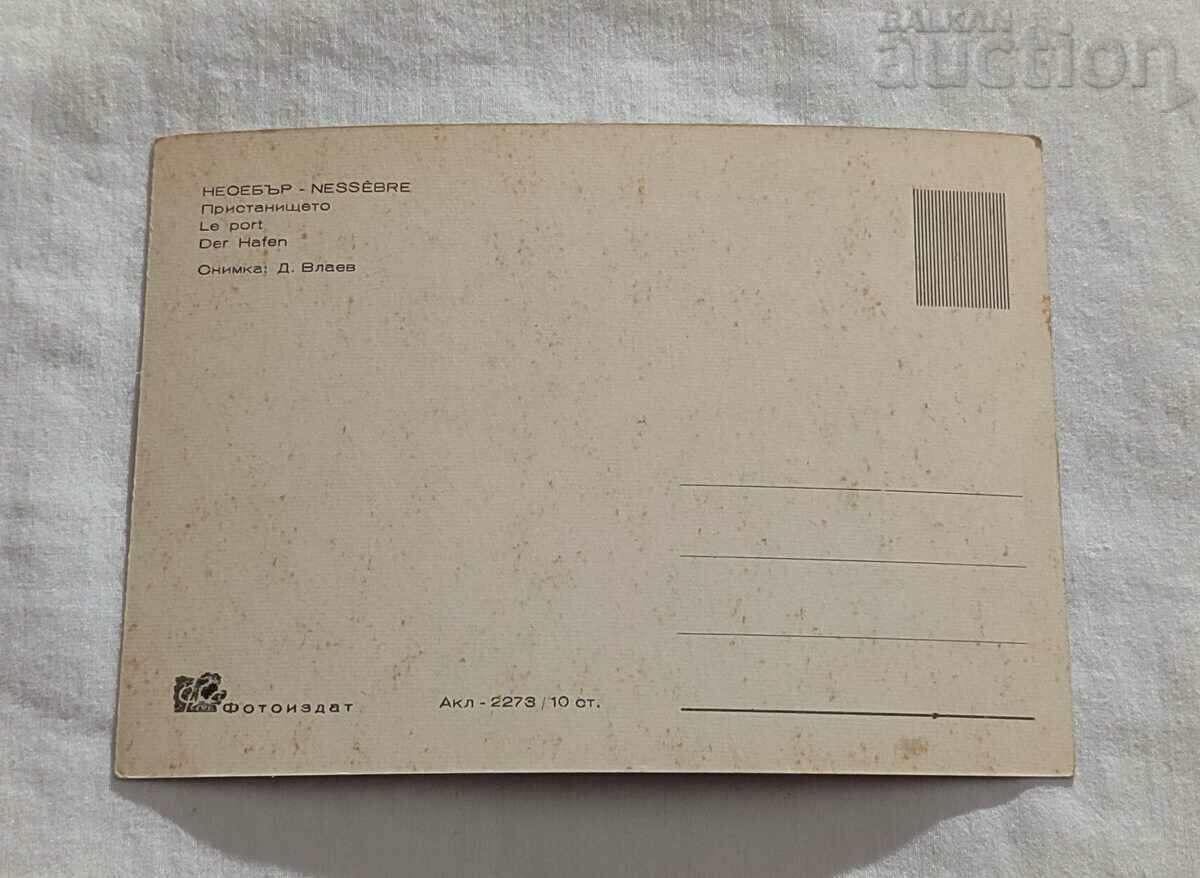 BALKAN
auction
НЕСЕБЪР - NESSÈBRE
Пристанището
Le port
Der Hafen
Снимка: Д. Влаев
Фотоиздат
Акл - 2273 / 10 ст.